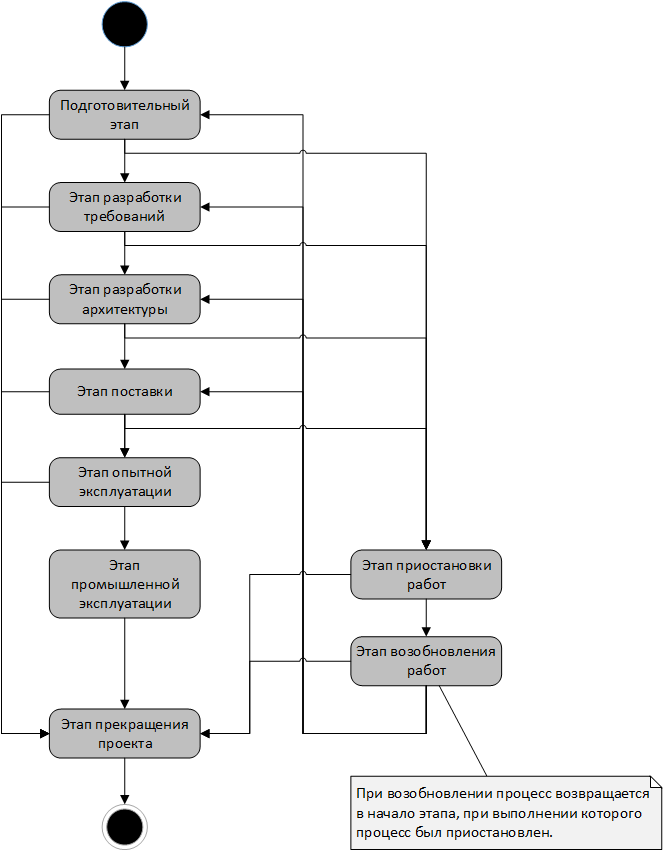 Подготовительный
этап
Этап разработки
требований
Этап разработки
архитектуры
Этап поставки
Этап опытной
эксплуатации
Этап
промышленной
эксплуатации
Этап приостановки
работ
Этап возобновления
работ
Этап прекращения
проекта
При возобновлении процесс возвращается
в начало этапа, при выполнении которого
процесс был приостановлен.